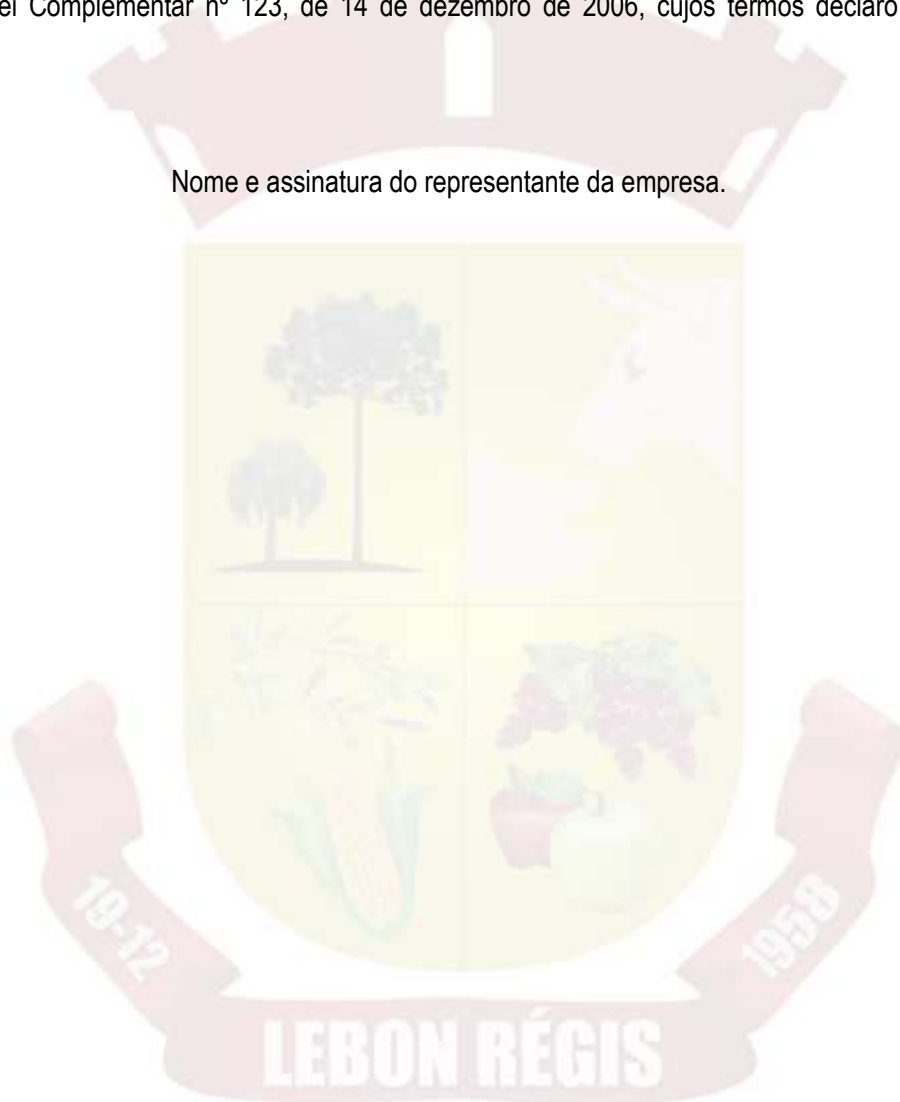 Complementar nº 123, de 14 de dezembro de 2006, cujos termos declaro
Nome e assinatura do representante da empresa.
19-12
1958
LEBON RÉGIS